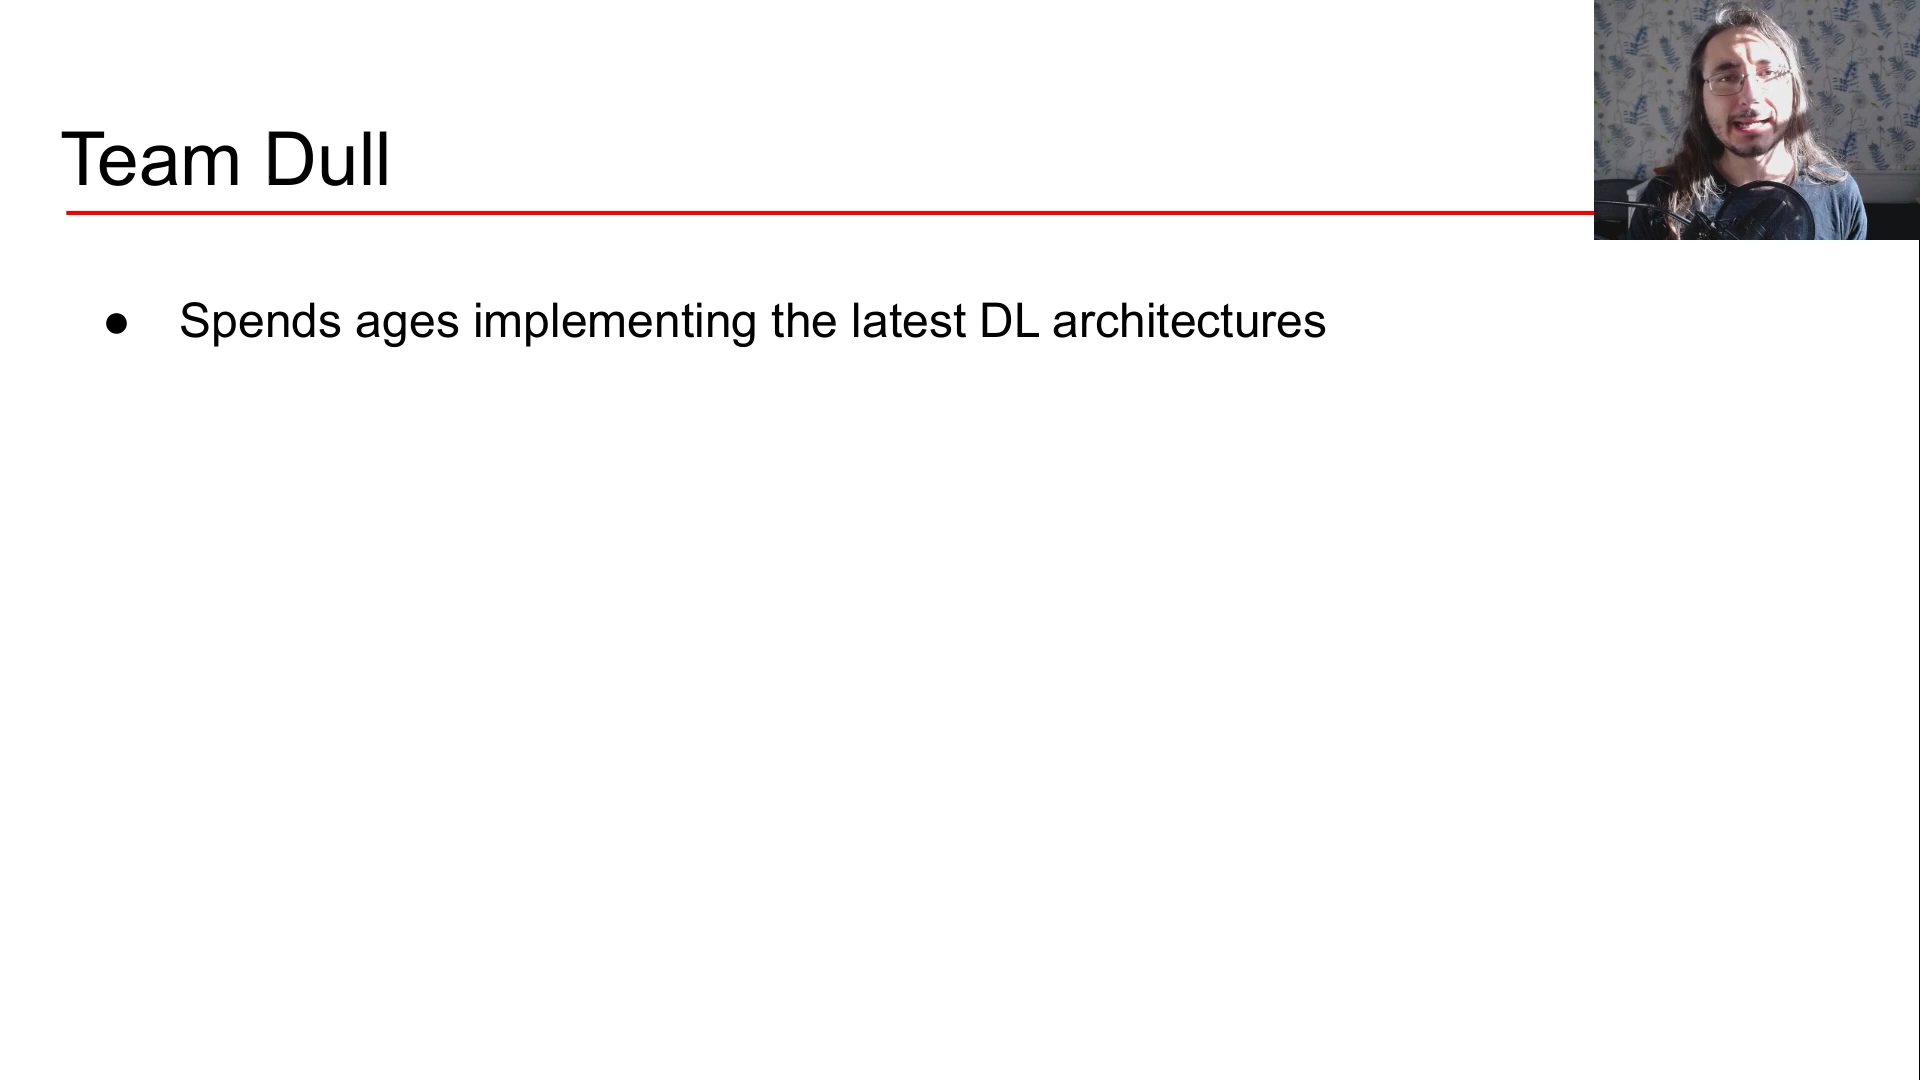 Team Dull
● Spends ages implementing the latest DL architectures